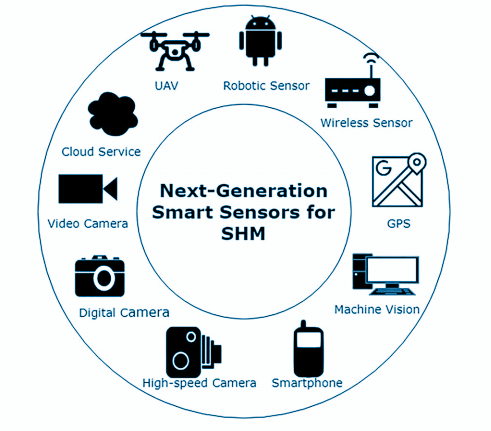 UAV
Robotic Sensor
Wireless Sensor
Cloud Service
Video Camera
Next-Generation
Smart Sensors for
SHM
G
GPS
Digital Camera
Machine Vision
High-speed Camera
Smartphone